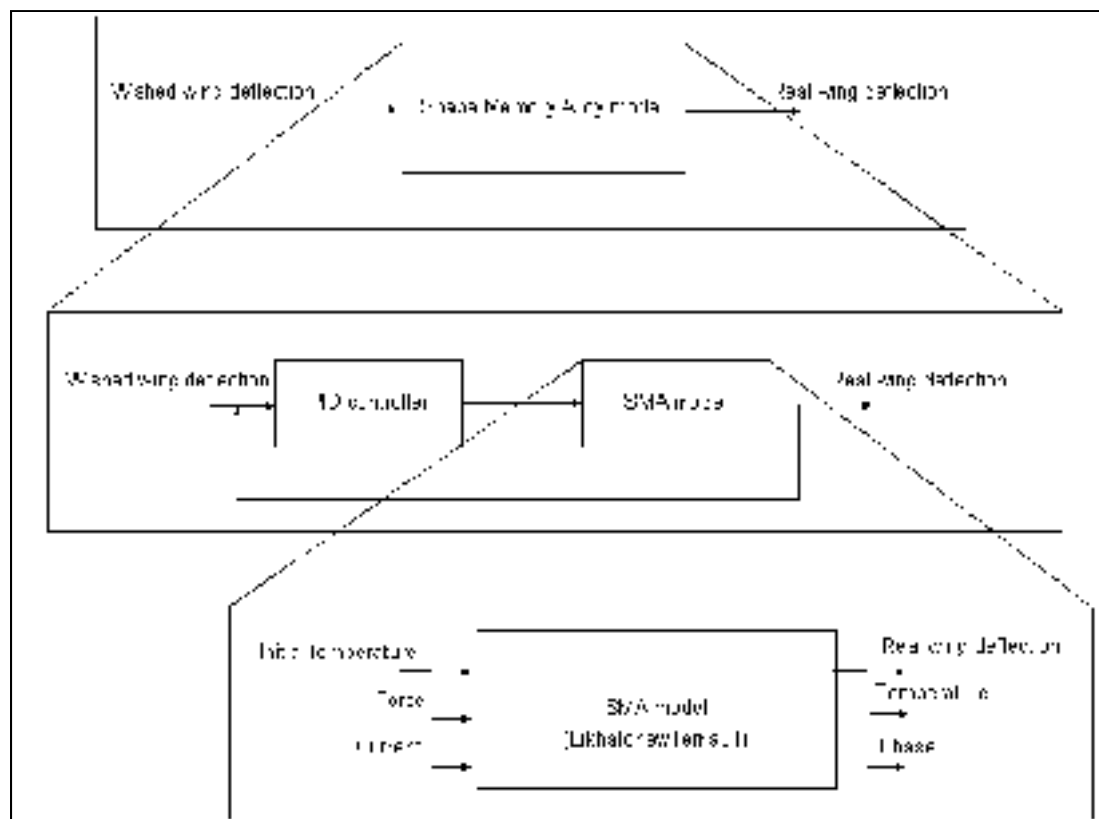 Wished wing deflection
Shape Memory Alloy model
Real wing deflection
Wished wing deflection
PID controller
SMA model
Real wing deflection
Initial temperature
Real wing deflection
Force
Temperature
SMA model
Current
Phase